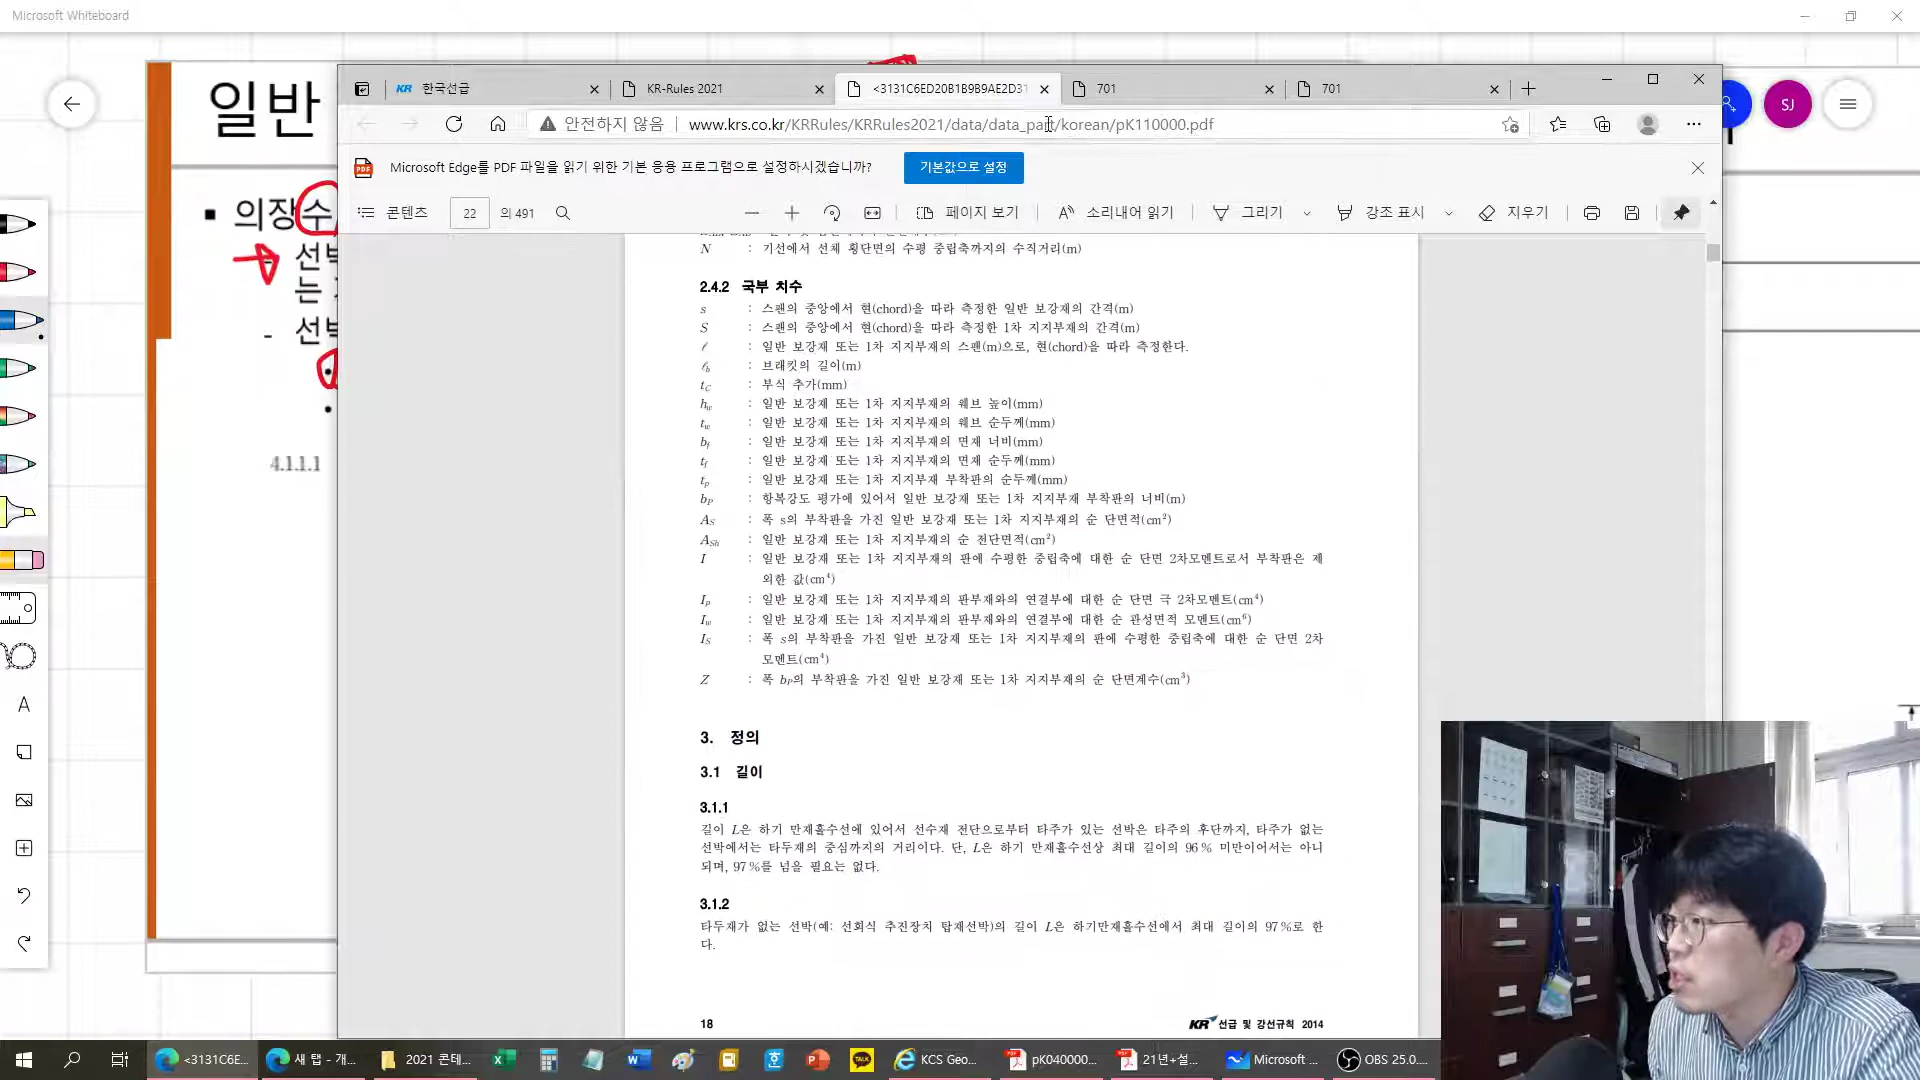 Microsoft Whiteboard
일반
KR 한국선급
KR-Rules 2021
<3131C6ED20B1B9B9AE2D31
701
701
안전하지 않음
www.krs.co.kr/KRRules/KRRules2021/data/data_part/korean/pK110000.pdf
SJ
Microsoft Edge를 PDF 파일을 읽기 위한 기본 응용 프로그램으로 설정하시겠습니까?
기본값으로 설정
콘텐츠
22 의 491
페이지 보기
소리내어 읽기
그리기
강조 표시
지우기
의장수
선박
는
선박
4.1.1.1
N : 기선에서 선체 횡단면의 수평 중립축까지의 수직거리(m)
2.4.2 국부 치수
s : 스팬의 중앙에서 현(chord)을 따라 측정한 일반 보강재의 간격(m)
S : 스팬의 중앙에서 현(chord)을 따라 측정한 1차 지지부재의 간격(m)
ℓ : 일반 보강재 또는 1차 지지부재의 스팬(m)으로, 현(chord)을 따라 측정한다.
ℓb : 브래킷의 길이(m)
tC : 부식 추가(mm)
hw : 일반 보강재 또는 1차 지지부재의 웨브 높이(mm)
tw : 일반 보강재 또는 1차 지지부재의 웨브 순두께(mm)
bf : 일반 보강재 또는 1차 지지부재의 면재 너비(mm)
tf : 일반 보강재 또는 1차 지지부재의 면재 순두께(mm)
tp : 일반 보강재 또는 1차 지지부재 부착판의 순두께(mm)
bP : 항복강도 평가에 있어서 일반 보강재 또는 1차 지지부재 부착판의 너비(m)
AS : 폭 s의 부착판을 가진 일반 보강재 또는 1차 지지부재의 순 단면적(cm²)
ASh : 일반 보강재 또는 1차 지지부재의 순 전단면적(cm²)
I : 일반 보강재 또는 1차 지지부재의 판에 수평한 중립축에 대한 순 단면 2차모멘트로서 부착판은 제
외한 값(cm⁴)
Ip : 일반 보강재 또는 1차 지지부재의 판부재와의 연결부에 대한 순 단면 극 2차모멘트(cm⁴)
Iw : 일반 보강재 또는 1차 지지부재의 판부재와의 연결부에 대한 순 관성면적 모멘트(cm⁶)
IS : 폭 s의 부착판을 가진 일반 보강재 또는 1차 지지부재의 판에 수평한 중립축에 대한 순 단면 2차
모멘트(cm⁴)
Z : 폭 bP의 부착판을 가진 일반 보강재 또는 1차 지지부재의 순 단면계수(cm³)
3. 정의
3.1 길이
3.1.1
길이 L은 하기 만재흘수선에 있어서 선수재 전단으로부터 타주가 있는 선박은 타주의 후단까지, 타주가 없는
선박에서는 타두재의 중심까지의 거리이다. 단, L은 하기 만재흘수선상 최대 길이의 96 % 미만이어서는 아니
되며, 97 %를 넘을 필요는 없다.
3.1.2
타두재가 없는 선박(예: 선회식 추진장치 탑재선박)의 길이 L은 하기만재흘수선에서 최대 길이의 97 %로 한
다.
18
KR 선급 및 강선규칙 2014
<3131C6E...
새 탭 - 개...
2021 콘테...
TALK
KCS Geo...
pK040000...
21년+설...
Microsoft ...
OBS 25.0....